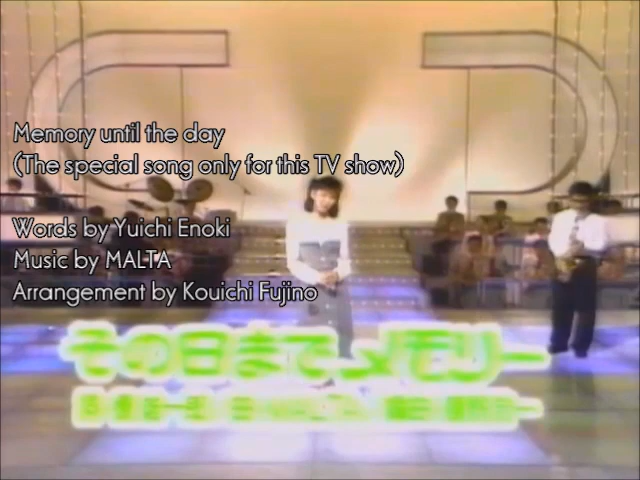 Memory until the day
(The special song only for this TV show)
Words by Yuichi Enoki
Music by MALTA
Arrangement by Kouichi Fujino
その日までメモリー
MALTA